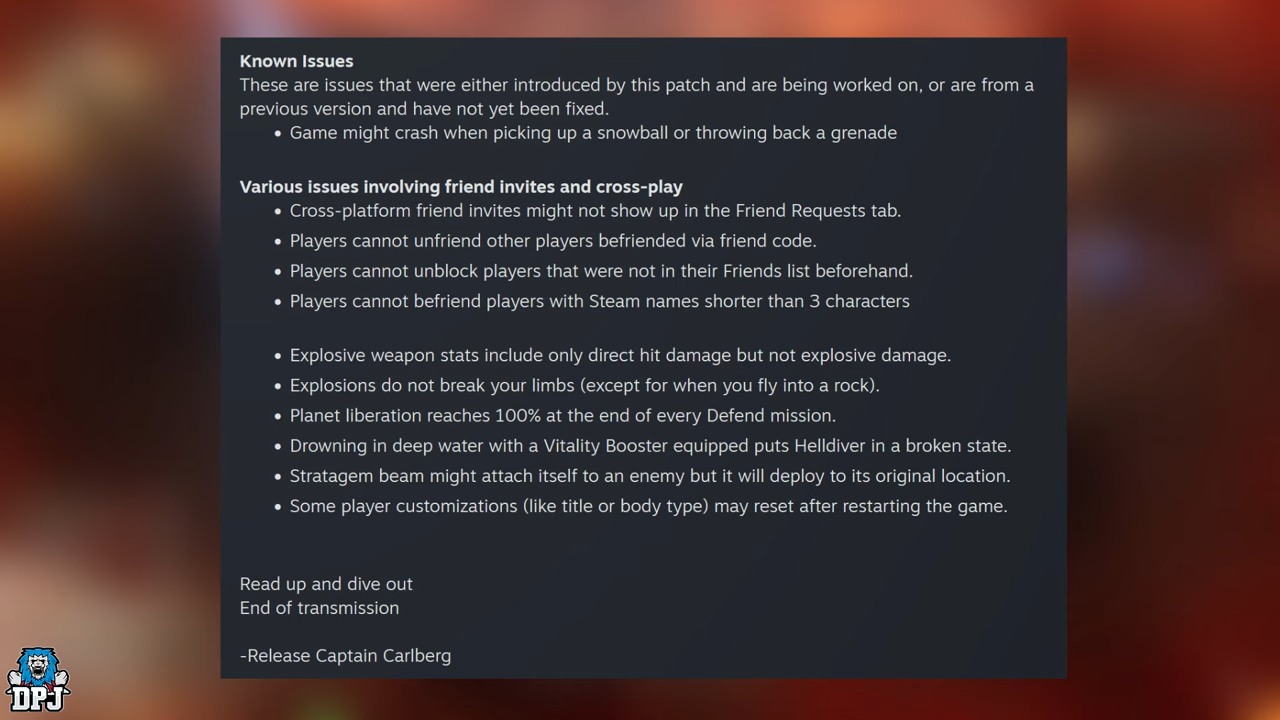 Known Issues
These are issues that were either introduced by this patch and are being worked on, or are from a
previous version and have not yet been fixed.
• Game might crash when picking up a snowball or throwing back a grenade
Various issues involving friend invites and cross-play
• Cross-platform friend invites might not show up in the Friend Requests tab.
• Players cannot unfriend other players befriended via friend code.
• Players cannot unblock players that were not in their Friends list beforehand.
• Players cannot befriend players with Steam names shorter than 3 characters
• Explosive weapon stats include only direct hit damage but not explosive damage.
• Explosions do not break your limbs (except for when you fly into a rock).
• Planet liberation reaches 100% at the end of every Defend mission.
• Drowning in deep water with a Vitality Booster equipped puts Helldiver in a broken state.
• Stratagem beam might attach itself to an enemy but it will deploy to its original location.
• Some player customizations (like title or body type) may reset after restarting the game.
Read up and dive out
End of transmission
-Release Captain Carlberg
DPJ